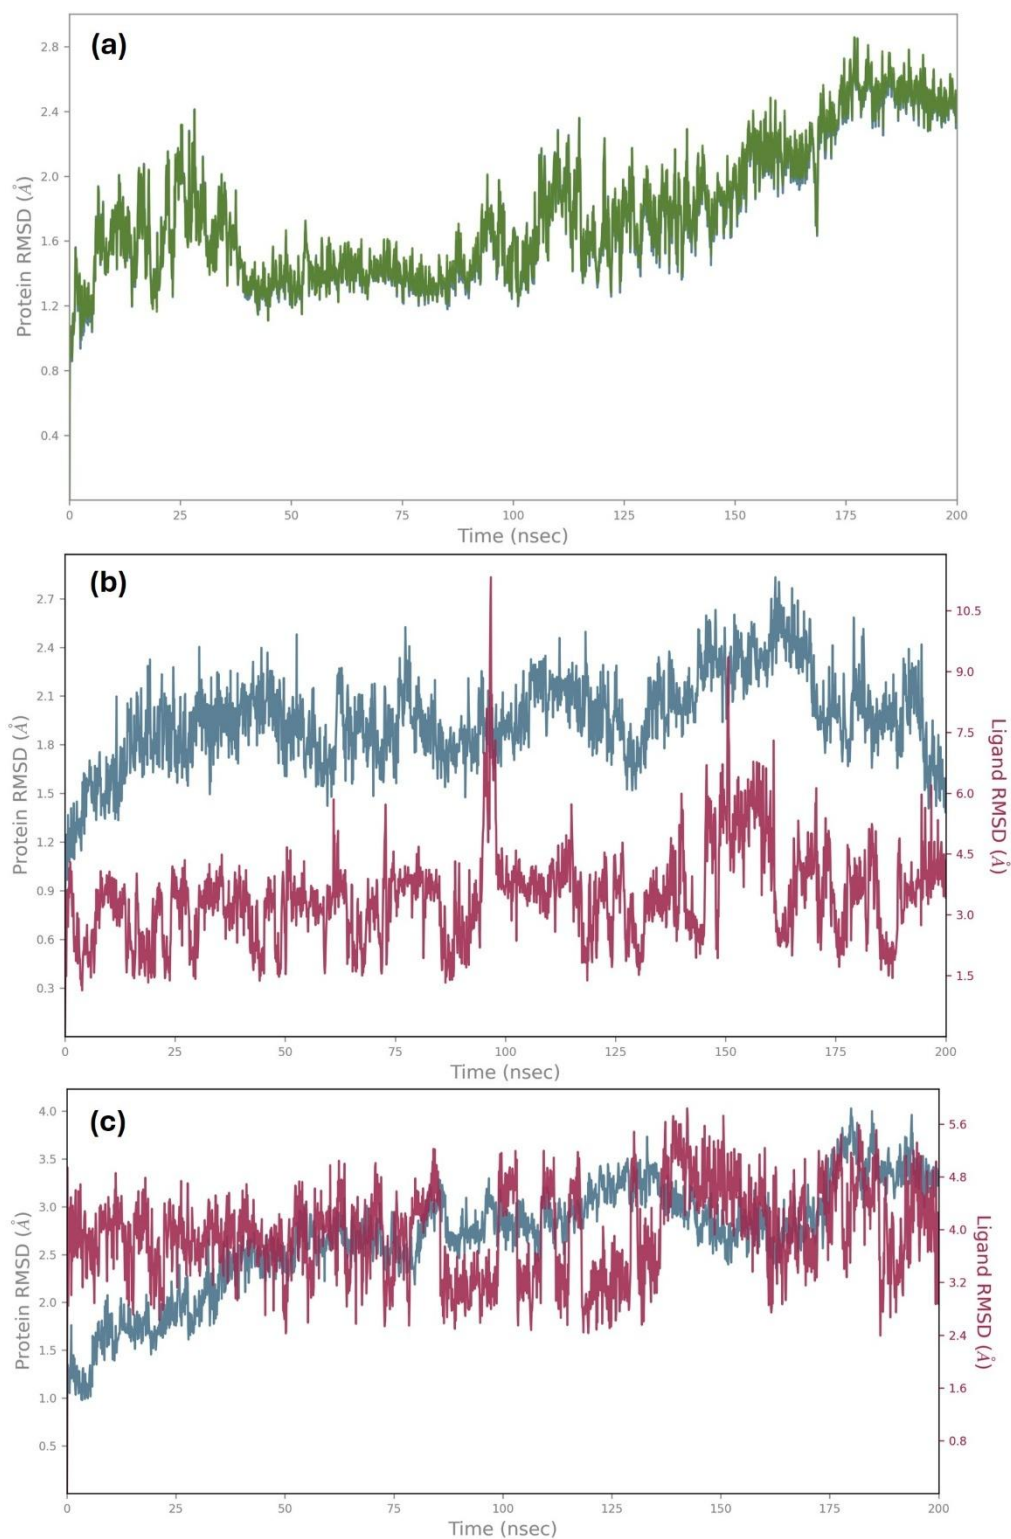 (a)
Protein RMSD (Å)
2.8
2.4
2.0
1.6
1.2
0.8
0.4
0 25 50 75 100 125 150 175 200
Time (nsec)
(b)
Protein RMSD (Å)
2.7
2.4
2.1
1.8
1.5
1.2
0.9
0.6
0.3
10.5
9.0
7.5
6.0
4.5
3.0
1.5
Ligand RMSD (Å)
0 25 50 75 100 125 150 175 200
Time (nsec)
(c)
Protein RMSD (Å)
4.0
3.5
3.0
2.5
2.0
1.5
1.0
0.5
5.6
4.8
4.0
3.2
2.4
1.6
0.8
Ligand RMSD (Å)
0 25 50 75 100 125 150 175 200
Time (nsec)